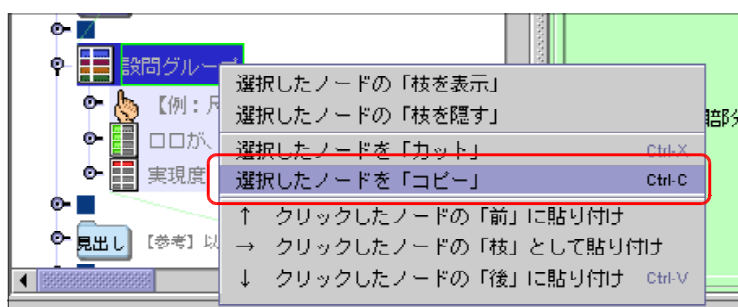 設問グループ
選択したノードの「枝を表示」
【例：
選択したノードの「枝を隠す」
部分
ロロが、
選択したノードを「カット」 Ctrl-X
実現度
選択したノードを「コピー」 Ctrl-C
↑ クリックしたノードの「前」に貼り付け
見出し 【参考】以
→ クリックしたノードの「枝」として貼り付け
↓ クリックしたノードの「後」に貼り付け Ctrl-V